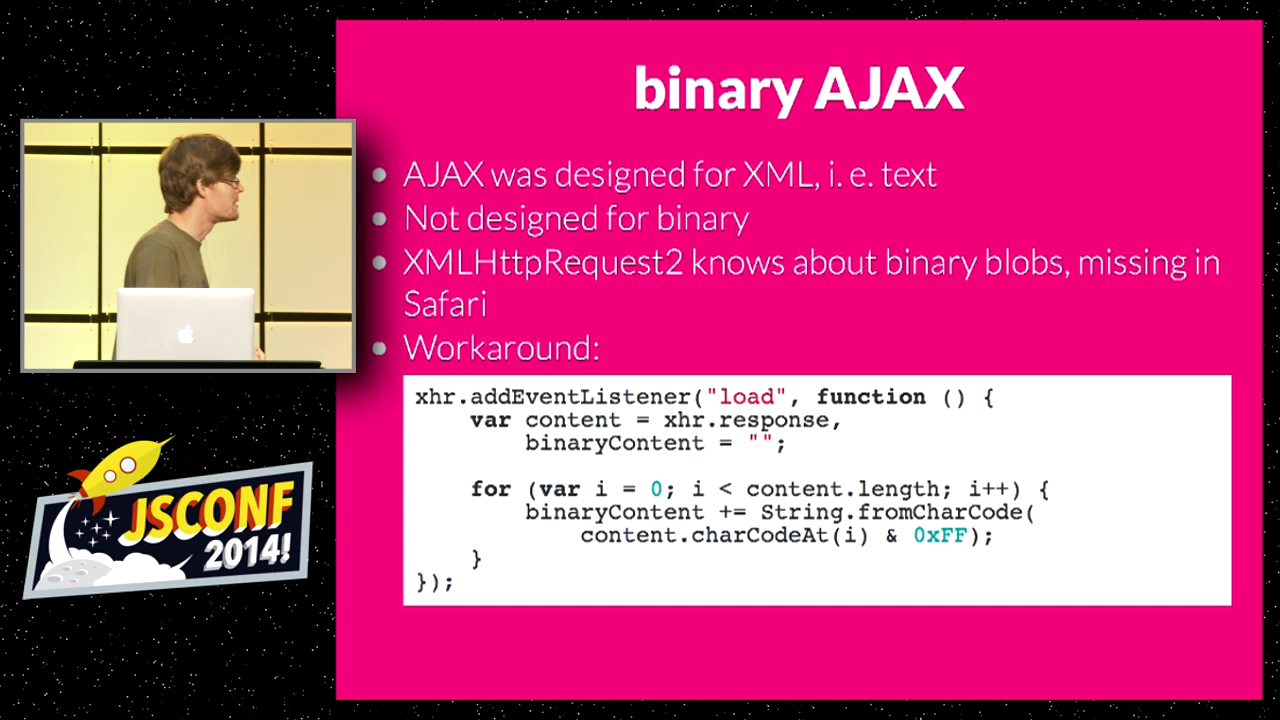 binary AJAX
AJAX was designed for XML, i. e. text
Not designed for binary
XMLHttpRequest2 knows about binary blobs, missing in
Safari
Workaround:
xhr.addEventListener("load", function () {
    var content = xhr.response,
        binaryContent = "";
    for (var i = 0; i < content.length; i++) {
        binaryContent += String.fromCharCode(
            content.charCodeAt(i) & 0xFF);
    }
});
JSCONF
2014!